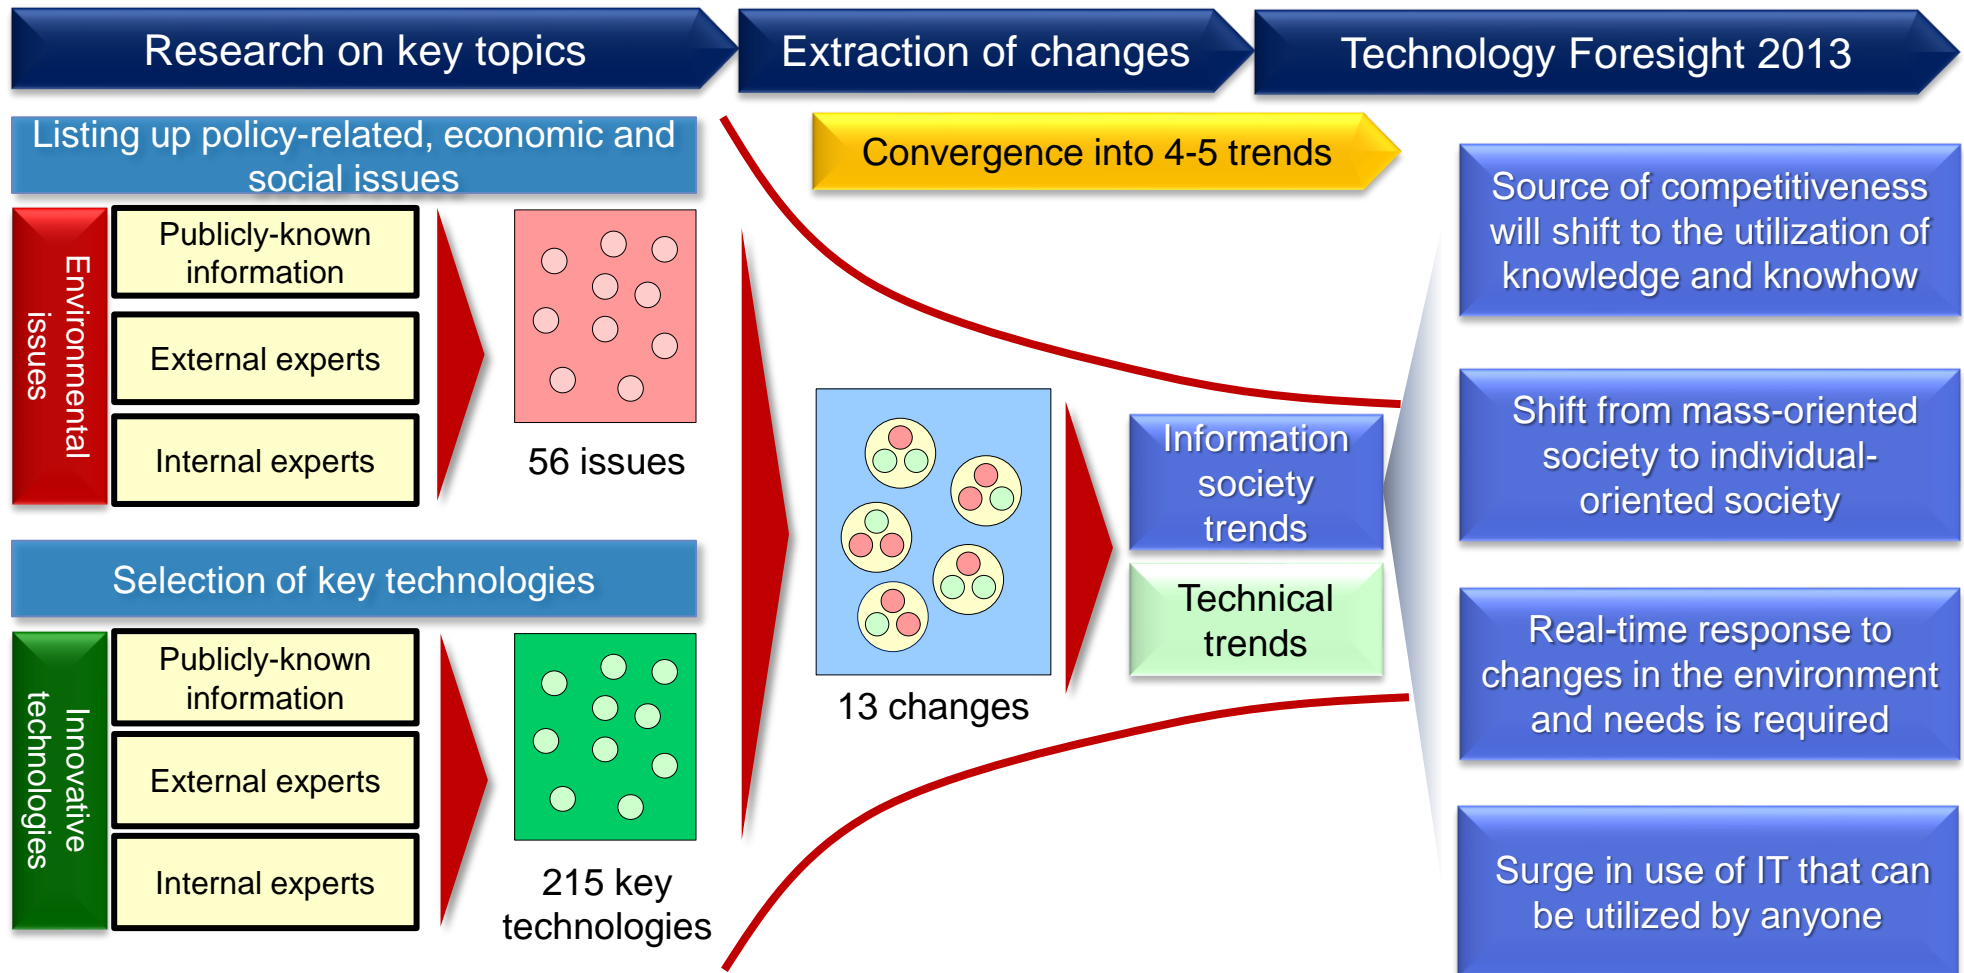 Research on key topics
Extraction of changes
Technology Foresight 2013
Listing up policy-related, economic and
social issues
Environmental
issues
Publicly-known
information
External experts
Internal experts
56 issues
Selection of key technologies
Innovative
technologies
Publicly-known
information
External experts
Internal experts
215 key
technologies
Convergence into 4-5 trends
13 changes
Information
society
trends
Technical
trends
Source of competitiveness
will shift to the utilization of
knowledge and knowhow
Shift from mass-oriented
society to individual-
oriented society
Real-time response to
changes in the environment
and needs is required
Surge in use of IT that can
be utilized by anyone